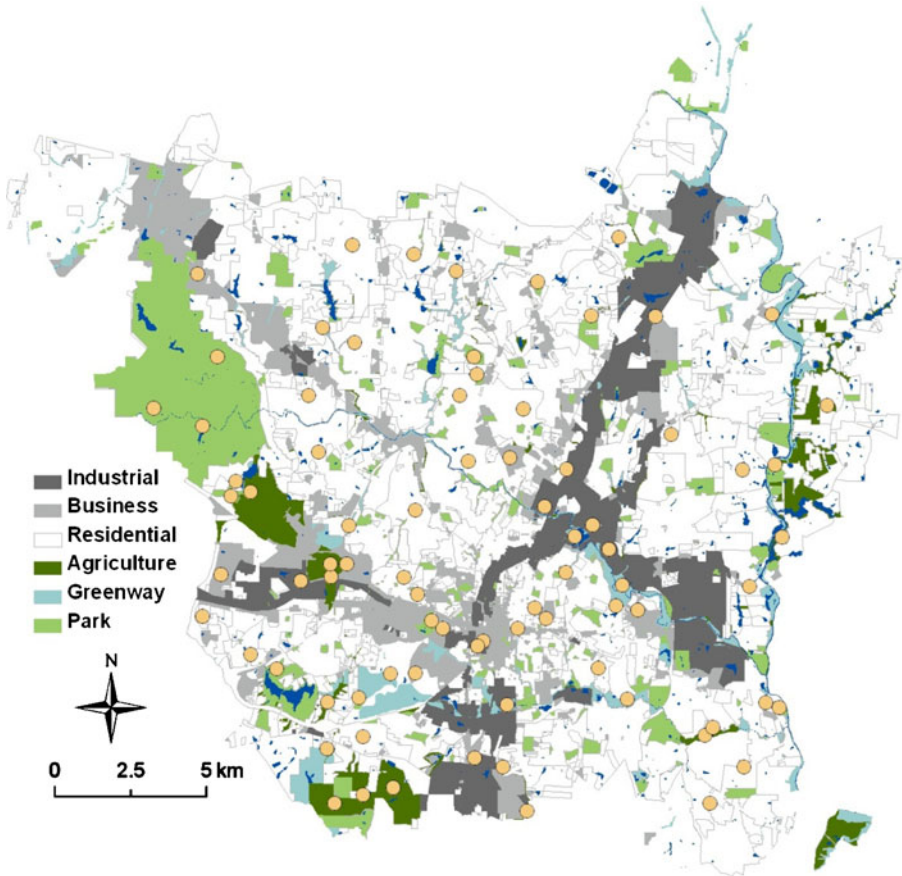 Industrial
Business
Residential
Agriculture
Greenway
Park
N
0 2.5 5 km